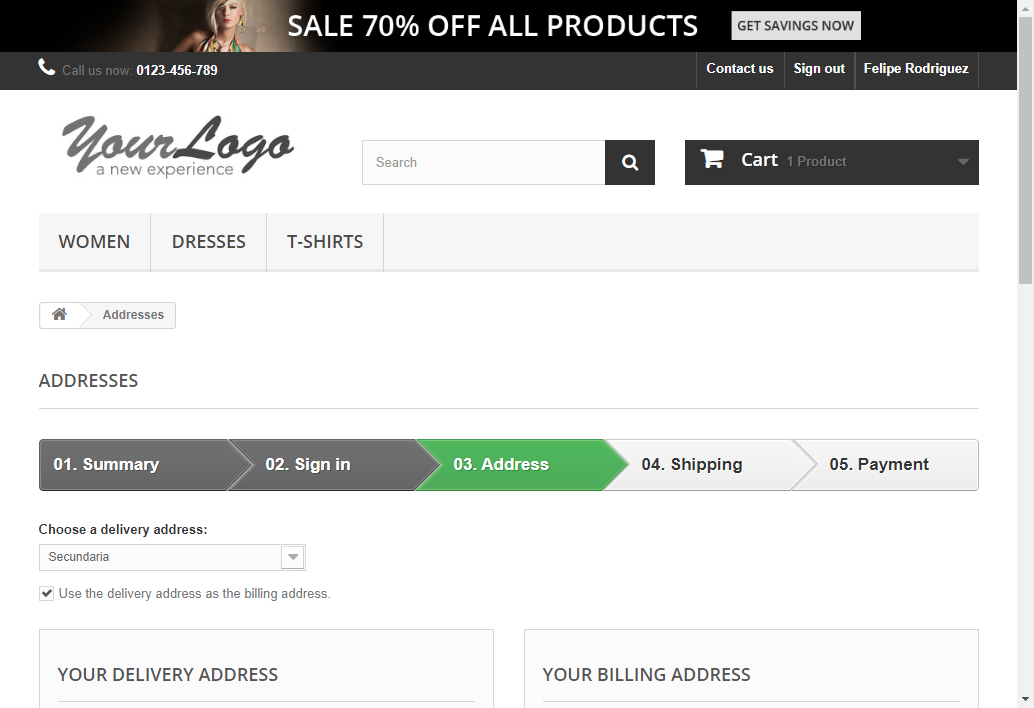 SALE 70% OFF ALL PRODUCTS GET SAVINGS NOW
Call us now: 0123-456-789 Contact us Sign out Felipe Rodriguez
YourLogo
a new experience
Search
Cart 1 Product
WOMEN DRESSES T-SHIRTS
Addresses
ADDRESSES
01. Summary 02. Sign in 03. Address 04. Shipping 05. Payment
Choose a delivery address:
Secundaria
Use the delivery address as the billing address.
YOUR DELIVERY ADDRESS YOUR BILLING ADDRESS